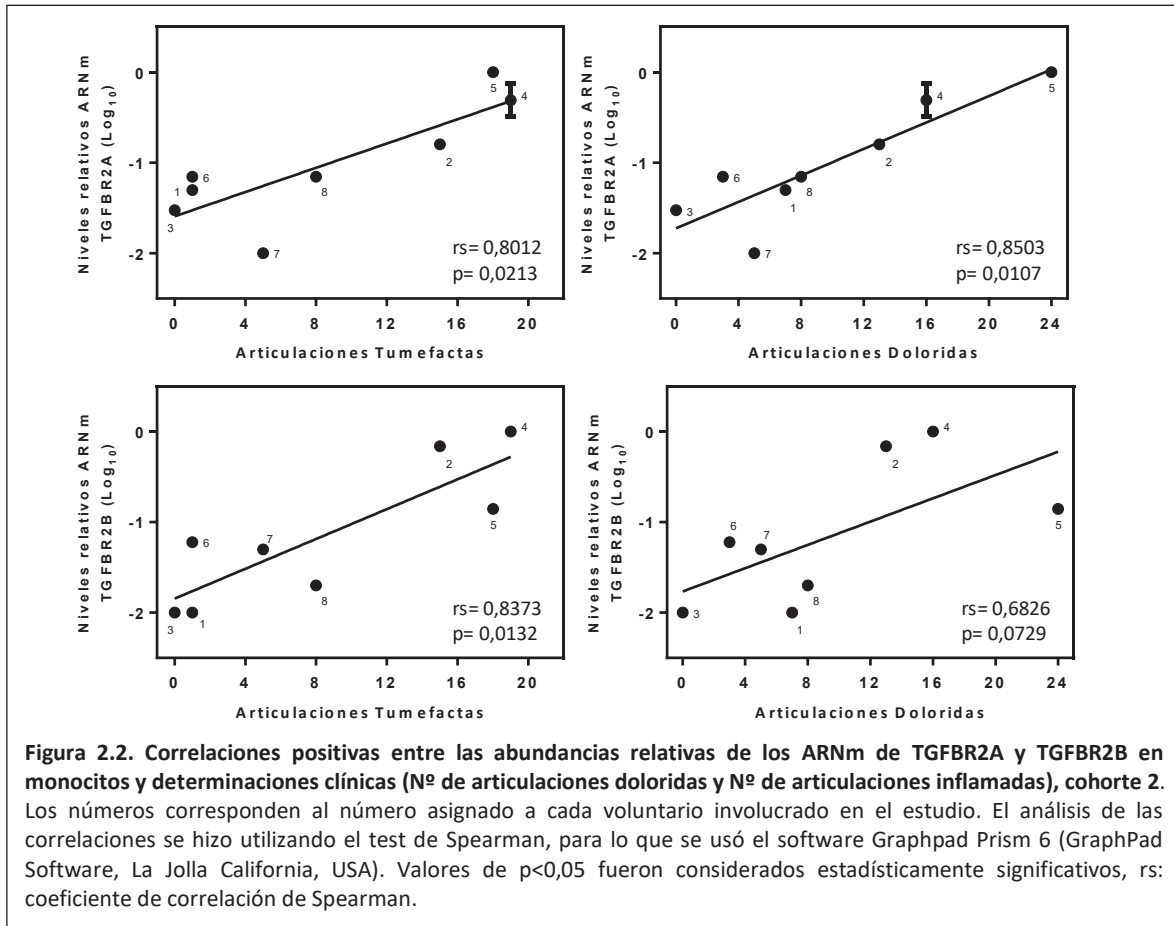 Niveles relativos ARNm
TGFBR2A (Log10)
0
-1
-2
5
4
2
6
1
8
3
7
rs= 0,8012
p= 0,0213
0 4 8 12 16 20
Articulaciones Tumefactas
Niveles relativos ARNm
TGFBR2A (Log10)
0
-1
-2
5
4
2
6
8
1
3
7
rs= 0,8503
p= 0,0107
0 4 8 12 16 20 24
Articulaciones Doloridas
Niveles relativos ARNm
TGFBR2B (Log10)
0
-1
-2
4
2
5
6
7
8
3
1
rs= 0,8373
p= 0,0132
0 4 8 12 16 20
Articulaciones Tumefactas
Niveles relativos ARNm
TGFBR2B (Log10)
0
-1
-2
4
2
5
6
7
8
3
1
rs= 0,6826
p= 0,0729
0 4 8 12 16 20 24
Articulaciones Doloridas
Figura 2.2. Correlaciones positivas entre las abundancias relativas de los ARNm de TGFBR2A y TGFBR2B en
monocitos y determinaciones clínicas (Nº de articulaciones doloridas y Nº de articulaciones inflamadas), cohorte 2.
Los números corresponden al número asignado a cada voluntario involucrado en el estudio. El análisis de las
correlaciones se hizo utilizando el test de Spearman, para lo que se usó el software Graphpad Prism 6 (GraphPad
Software, La Jolla California, USA). Valores de p<0,05 fueron considerados estadísticamente significativos, rs:
coeficiente de correlación de Spearman.